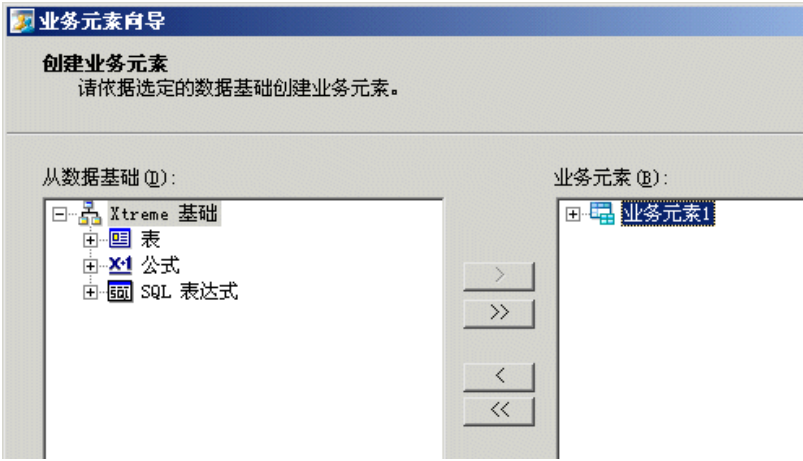 业务元素向导
创建业务元素
请依据选定的数据基础创建业务元素。
从数据基础(D):
业务元素(B):
Xtreme 基础
业务元素1
表
X+1 公式
SQL SQL 表达式
>
>>
<
<<